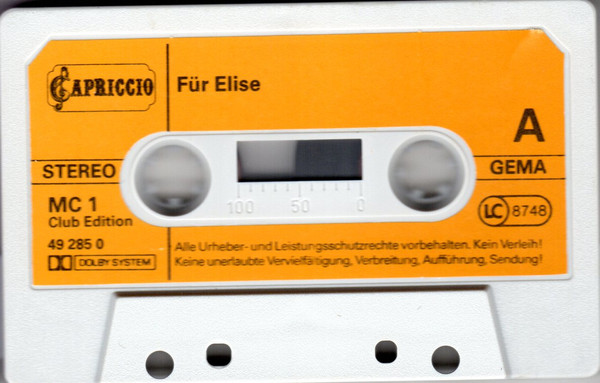 CAPRICCIO
Für Elise
A
STEREO
GEMA
MC 1
Club Edition
LC 8748
49 285 0
DOLBY SYSTEM
100 50 0
Alle Urheber- und Leistungsschutzrechte vorbehalten. Kein Verleih!
Keine unerlaubte Vervielfältigung, Verbreitung, Aufführung, Sendung!